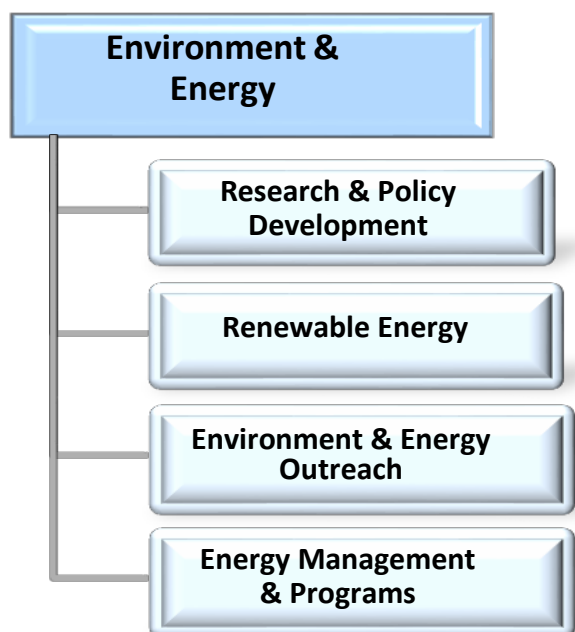 Environment &
Energy
Research & Policy
Development
Renewable Energy
Environment & Energy
Outreach
Energy Management
& Programs